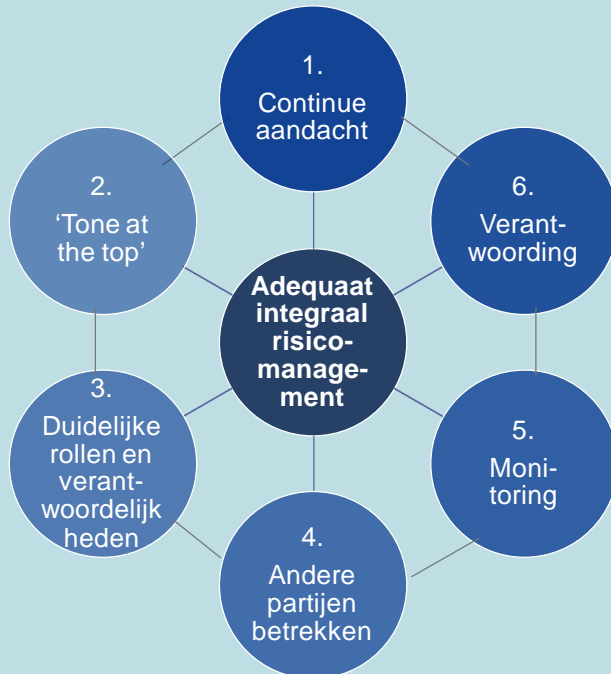 1.
Continue
aandacht
2.
‘Tone at
the top’
3.
Duidelijke
rollen en
verant-
woordelijk
heden
4.
Andere
partijen
betrekken
5.
Moni-
toring
6.
Verant-
woording
Adequaat
integraal
risico-
manage-
ment